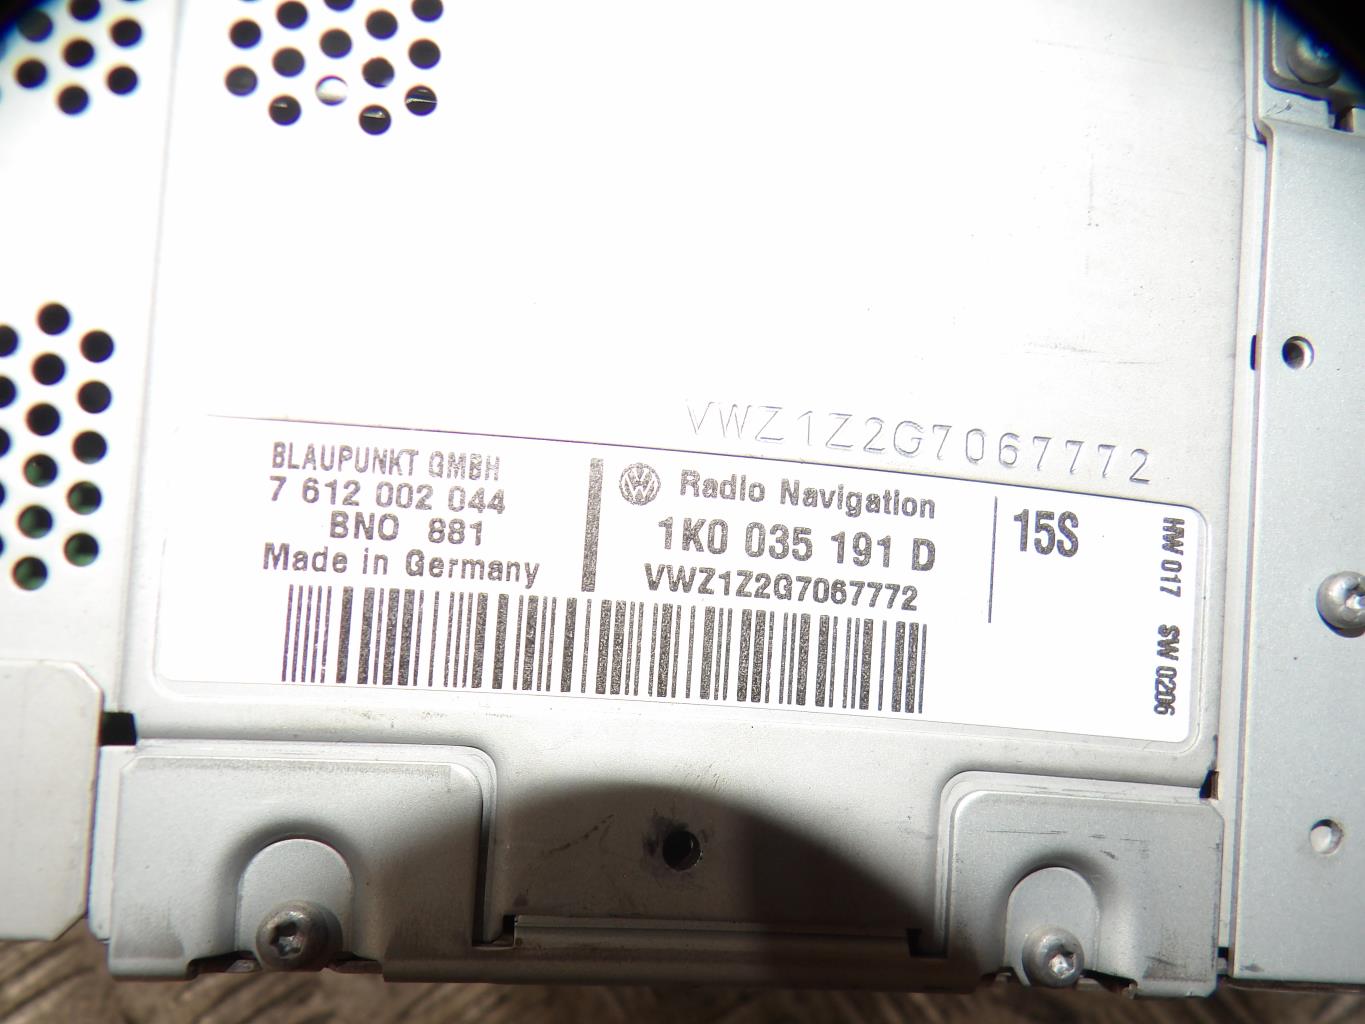 VWZ1Z2G7067772
BLAUPUNKT GMBH
7 612 002 044
BNO 881
Made in Germany
Radio Navigation
1K0 035 191 D
VWZ1Z2G7067772
15S
HW 017 SW 0206